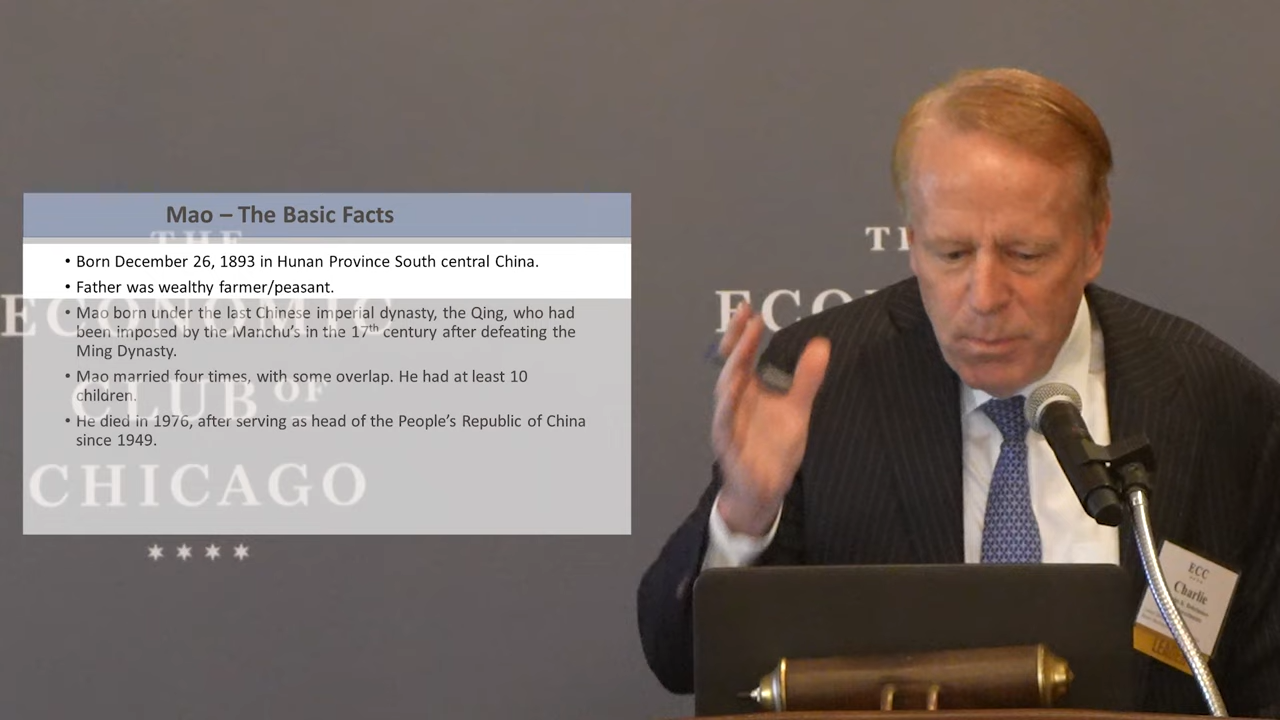 Mao – The Basic Facts
• Born December 26, 1893 in Hunan Province South central China.
• Father was wealthy farmer/peasant.
• Mao born under the last Chinese imperial dynasty, the Qing, who had
been imposed by the Manchu's in the 17th century after defeating the
Ming Dynasty.
• Mao married four times, with some overlap. He had at least 10
children.
• He died in 1976, after serving as head of the People's Republic of China
since 1949.
THE
ECONOMIC
CLUB OF
CHICAGO
ECC
Charlie